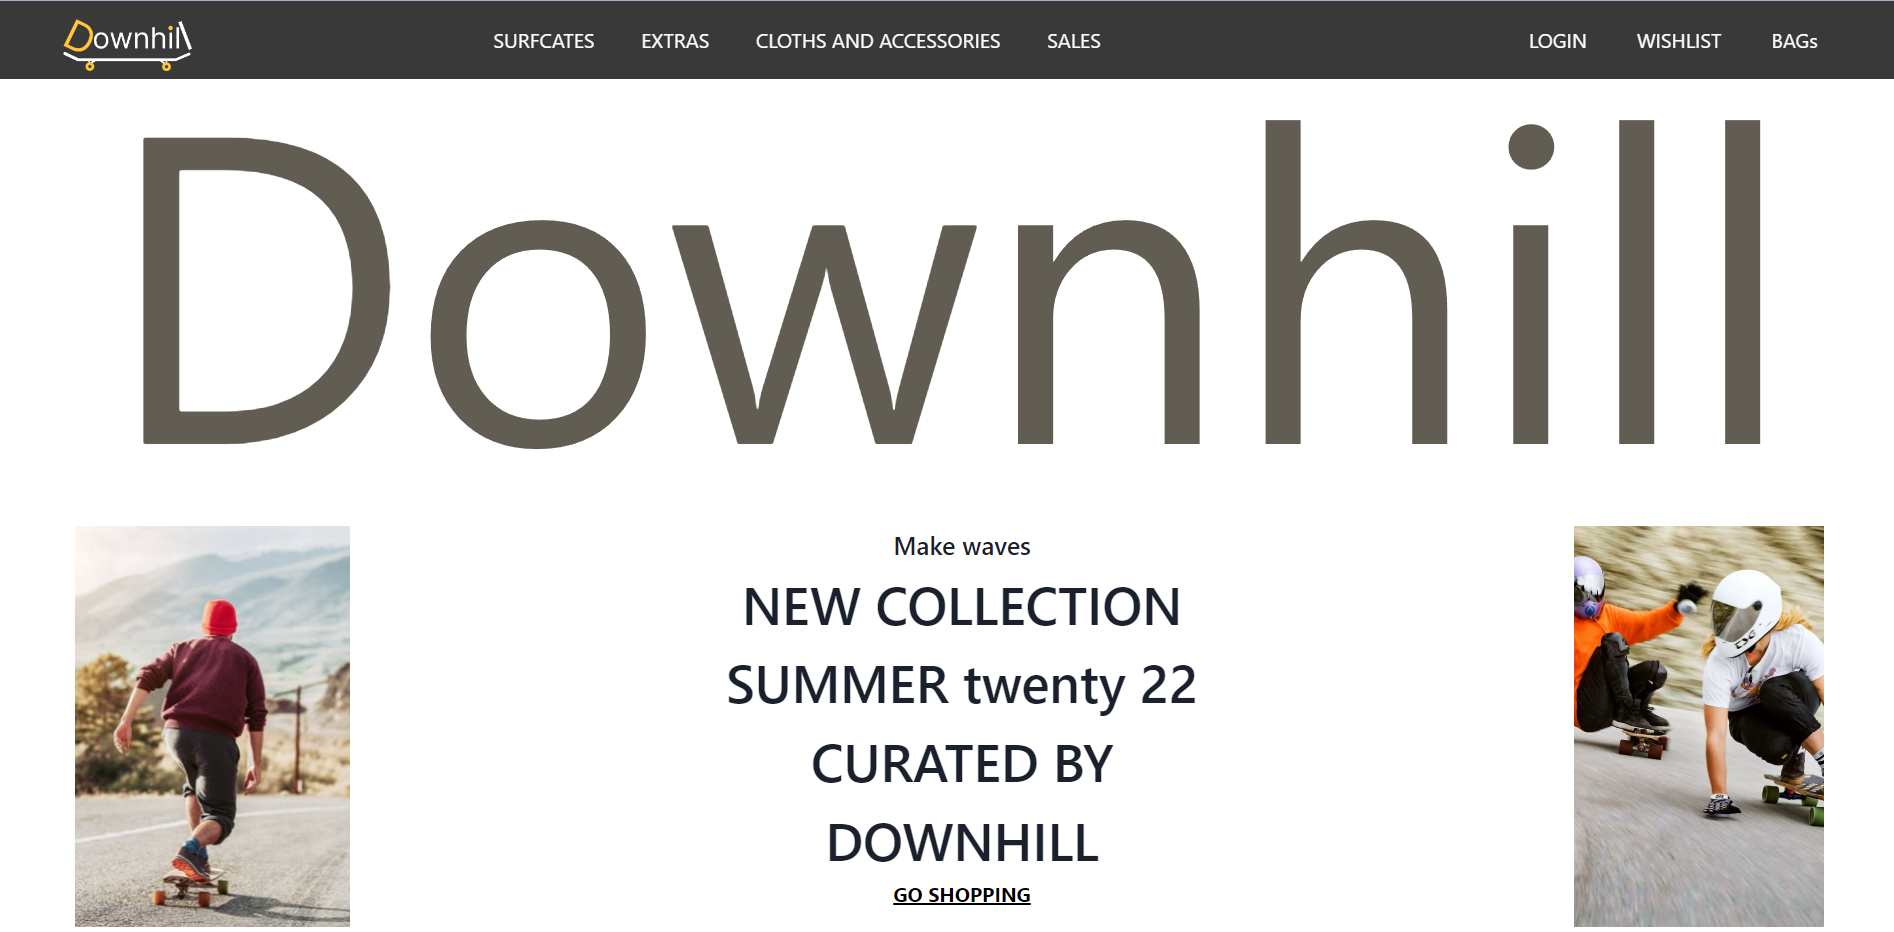 Downhill
SURFCATES EXTRAS CLOTHS AND ACCESSORIES SALES LOGIN WISHLIST BAGs
Downhill
Make waves
NEW COLLECTION
SUMMER twenty 22
CURATED BY
DOWNHILL
GO SHOPPING